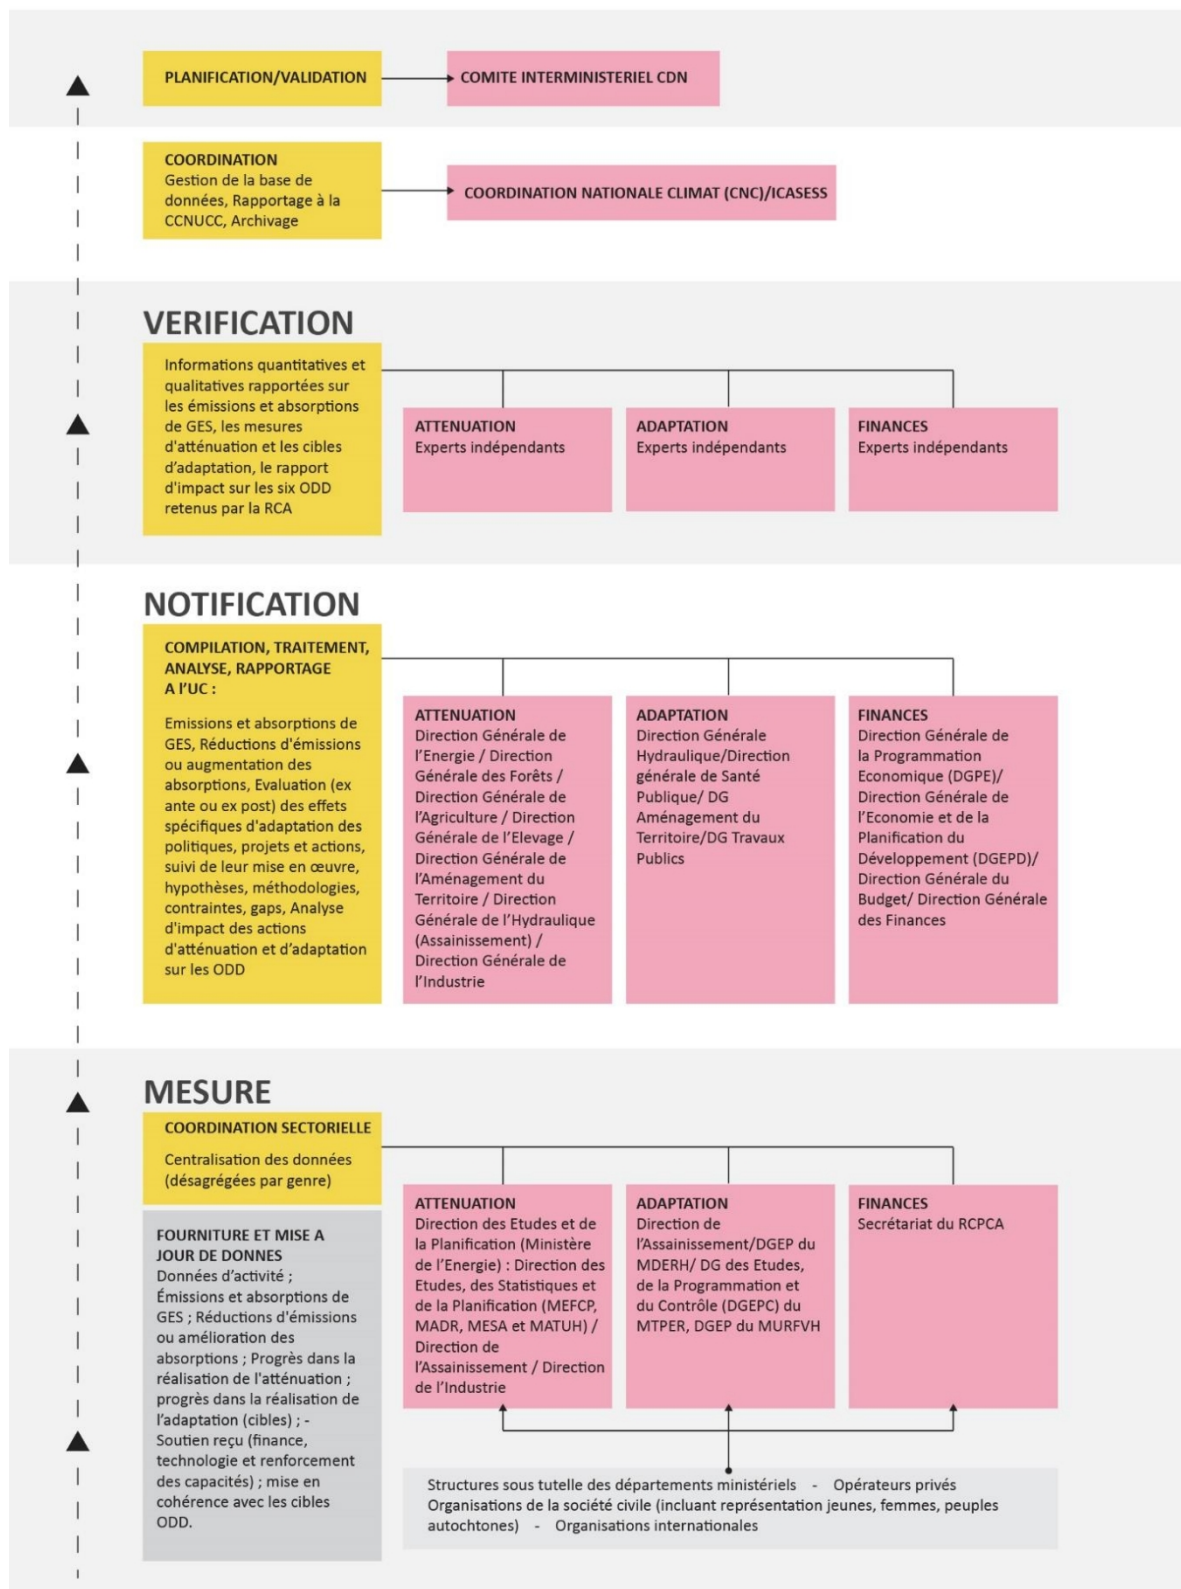 PLANIFICATION/VALIDATION
COMITE INTERMINISTERIEL CDN
COORDINATION
Gestion de la base de
données, Rapportage à la
CCNUCC, Archivage
COORDINATION NATIONALE CLIMAT (CNC)/ICASESS
VERIFICATION
Informations quantitatives et
qualitatives rapportées sur
les émissions et absorptions
de GES, les mesures
d'atténuation et les cibles
d’adaptation, le rapport
d'impact sur les six ODD
retenus par la RCA
ATTENUATION
Experts indépendants
ADAPTATION
Experts indépendants
FINANCES
Experts indépendants
NOTIFICATION
COMPILATION, TRAITEMENT,
ANALYSE, RAPPORTAGE
A l’UC :
Emissions et absorptions de
GES, Réductions d'émissions
ou augmentation des
absorptions, Evaluation (ex
ante ou ex post) des effets
spécifiques d'adaptation des
politiques, projets et actions,
suivi de leur mise en œuvre,
hypothèses, méthodologies,
contraintes, gaps, Analyse
d'impact des actions
d'atténuation et d’adaptation
sur les ODD
ATTENUATION
Direction Générale de
l’Energie / Direction
Générale des Forêts /
Direction Générale de
l’Agriculture / Direction
Générale de l’Elevage /
Direction Générale de
l’Aménagement du
Territoire / Direction
Générale de l’Hydraulique
(Assainissement) /
Direction Générale de
l’Industrie
ADAPTATION
Direction Générale
Hydraulique/Direction
générale de Santé
Publique/ DG
Aménagement du
Territoire/DG Travaux
Publics
FINANCES
Direction Générale de
la Programmation
Economique (DGPE)/
Direction Générale de
l’Economie et de la
Planification du
Développement (DGEPD)/
Direction Générale du
Budget/ Direction Générale
des Finances
MESURE
COORDINATION SECTORIELLE
Centralisation des données
(désagrégées par genre)
FOURNITURE ET MISE A
JOUR DE DONNES
Données d’activité ;
Émissions et absorptions de
GES ; Réductions d'émissions
ou amélioration des
absorptions ; Progrès dans la
réalisation de l'atténuation ;
progrès dans la réalisation de
l’adaptation (cibles) ; -
Soutien reçu (finance,
technologie et renforcement
des capacités) ; mise en
cohérence avec les cibles
ODD.
ATTENUATION
Direction des Etudes et de
la Planification (Ministère
de l’Energie) : Direction des
Etudes, des Statistiques et
de la Planification (MEFCP,
MADR, MESA et MATUH) /
Direction de
l’Assainissement / Direction
de l’Industrie
ADAPTATION
Direction de
l’Assainissement/DGEP du
MDERH/ DG des Etudes,
de la Programmation et
du Contrôle (DGEPC) du
MTPER, DGEP du MURFVH
FINANCES
Secrétariat du RCPCA
Structures sous tutelle des départements ministériels - Opérateurs privés
Organisations de la société civile (incluant représentation jeunes, femmes, peuples
autochtones) - Organisations internationales